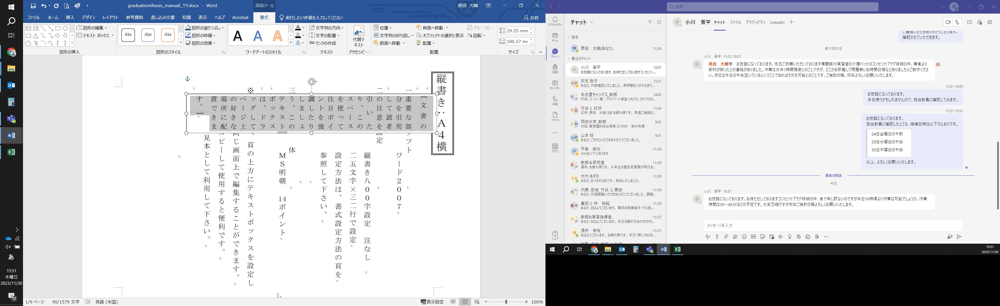 graduationthesis_manual_TY.docx - Word
描画ツール
原田 大輔
ファイル ホーム 挿入 デザイン レイアウト 参考資料 差し込み文書 校閲 表示 ヘルプ Acrobat 書式 実行したい作業を入力してください 共有
図形の編集
テキスト ボックス
図形の挿入
Abc Abc Abc
図形の塗りつぶし
図形の枠線
図形の効果
図形のスタイル
A A A
ワードアートのスタイル
文字列の方向
文字の配置
リンクの作成
テキスト
代替テキスト
アクセシビ…
位置
文字列の折り返し
前面へ移動
背面へ移動
オブジェクトの選択と表示
配置
グループ化
回転
配置
29.25 mm
186.57 mr
サイズ
縦書き：Ａ４横
[文書の
重要な部
分を引用
して読者
の注意を
引いた
り、この
スペース
を使って
注目ポイ
ントを強
調したり
しましょ
う。この
テキスト
ボックス
は、ドラ
ッグして
ページ上
の好きな
場所に配
置できま
す。]
一
フト
ワード２００７
二
設定
縦書き八００字設定 注なし
二五文字×三二行で設定
設定方法は、書式設定方法の頁を
参照して下さい。
三
体
ＭＳ明朝 14ポイント
※
、頁の上方にテキストボックスを設定し
同じ画面上で編集することができます。
コピーして使用すると便利です。
見本として利用して下さい。
1
1/9 ページ 90/1579 文字 英語 (米国) 表示設定 100%
あ
15:51
木曜日
2023/11/30
12
検索
原
アクティビティ
チーム
チャット
課題
カレンダー
通話
ファイル
アプリ
ヘルプ
チャット
固定
原田 大輔(あなた) 11/24
最近のチャット
小川 晋平 15:37
お世話になっております。お待たせしておりますコンセント…
衣笠 敦子 15:21
あなた: 内容確認いたしました。長時間おつかれさまで…
名古屋キャンパス_教務 14:03
村田: コース一覧 : プライベート個室×肉バル 29〇TOK…
竹谷 と 紅林 11:34
紅林: 原田 大輔 さま お疲れ様です。 早速ご連絡を…
同朋大学_教務 9:32
村田: 報恩講の仮出席表 221005 鈴木和費
山本 稔 9:31
あなた: ご対応いただきありがとうございました。
平岩 嗣也 11/29
3分後に下におります
教務＆研究室 11/29
酒井: お疲れ様です。 ４年生の題目変更届が明日ま…
大村 あずさ 11/29
あなた: おつかれさまです。承知いたしました。
内藤, 田畑, 竹谷, と 藤嶽 11/29
あなた: 日程調整いただきありがとうございました。調整…
富田 と 林 裕起 11/29
あなた: おはようございます。電翔の保護者ポータル説…
教務&実習指導室 11/27
あなた: おはようございます。本日の朝打ち合わせの内…
酒井 奈桜 11/27
おはようございます。お疲れ様です。本日1限にJ502を…
小川 晋平 チャット ファイル アクティビティ LinkedIn
ご連絡いただきありがとうございます。
確認させていただきます。
年11月21日
小川 晋平 11/21 10:51
原田 大輔様 お世話になっております。先日ご依頼いただいております博聞館1F実習室の介護ベットのコンセントプラグ修繕の件、業者より
部材が揃ったとの連絡がありました。作業は大体1時間程度とのことですが、どこかお邪魔して問題無いお時間日程などありましたらご教示くださ
い。例えば今日の午後空いているということであればそれも可能とのことです。ご検討の程、何卒よろしくお願いいたします。
11/21 10:55
お世話になっております。
本日使うかもしれませんので、担当教員に確認してみます。
11/21 13:31
お世話になっております。
担当教員に確認したところ、候補日時は以下のとおりです。
24日金曜日の午前
29日水曜日の午後
30日木曜日の午後
以上、よろしくお願いいたします。
最後の既読
今日
小川 晋平 15:37
お世話になっております。お待たせしておりますコンセントプラグ修繕の件、急で申し訳ないのですが本日16時頃より作業は可能でしょうか。作業
時間は30～40分ほどの予定です。大変恐縮ですが何卒ご検討の程よろしくお願いいたします。
メッセージを入力
15:51
2023/11/30